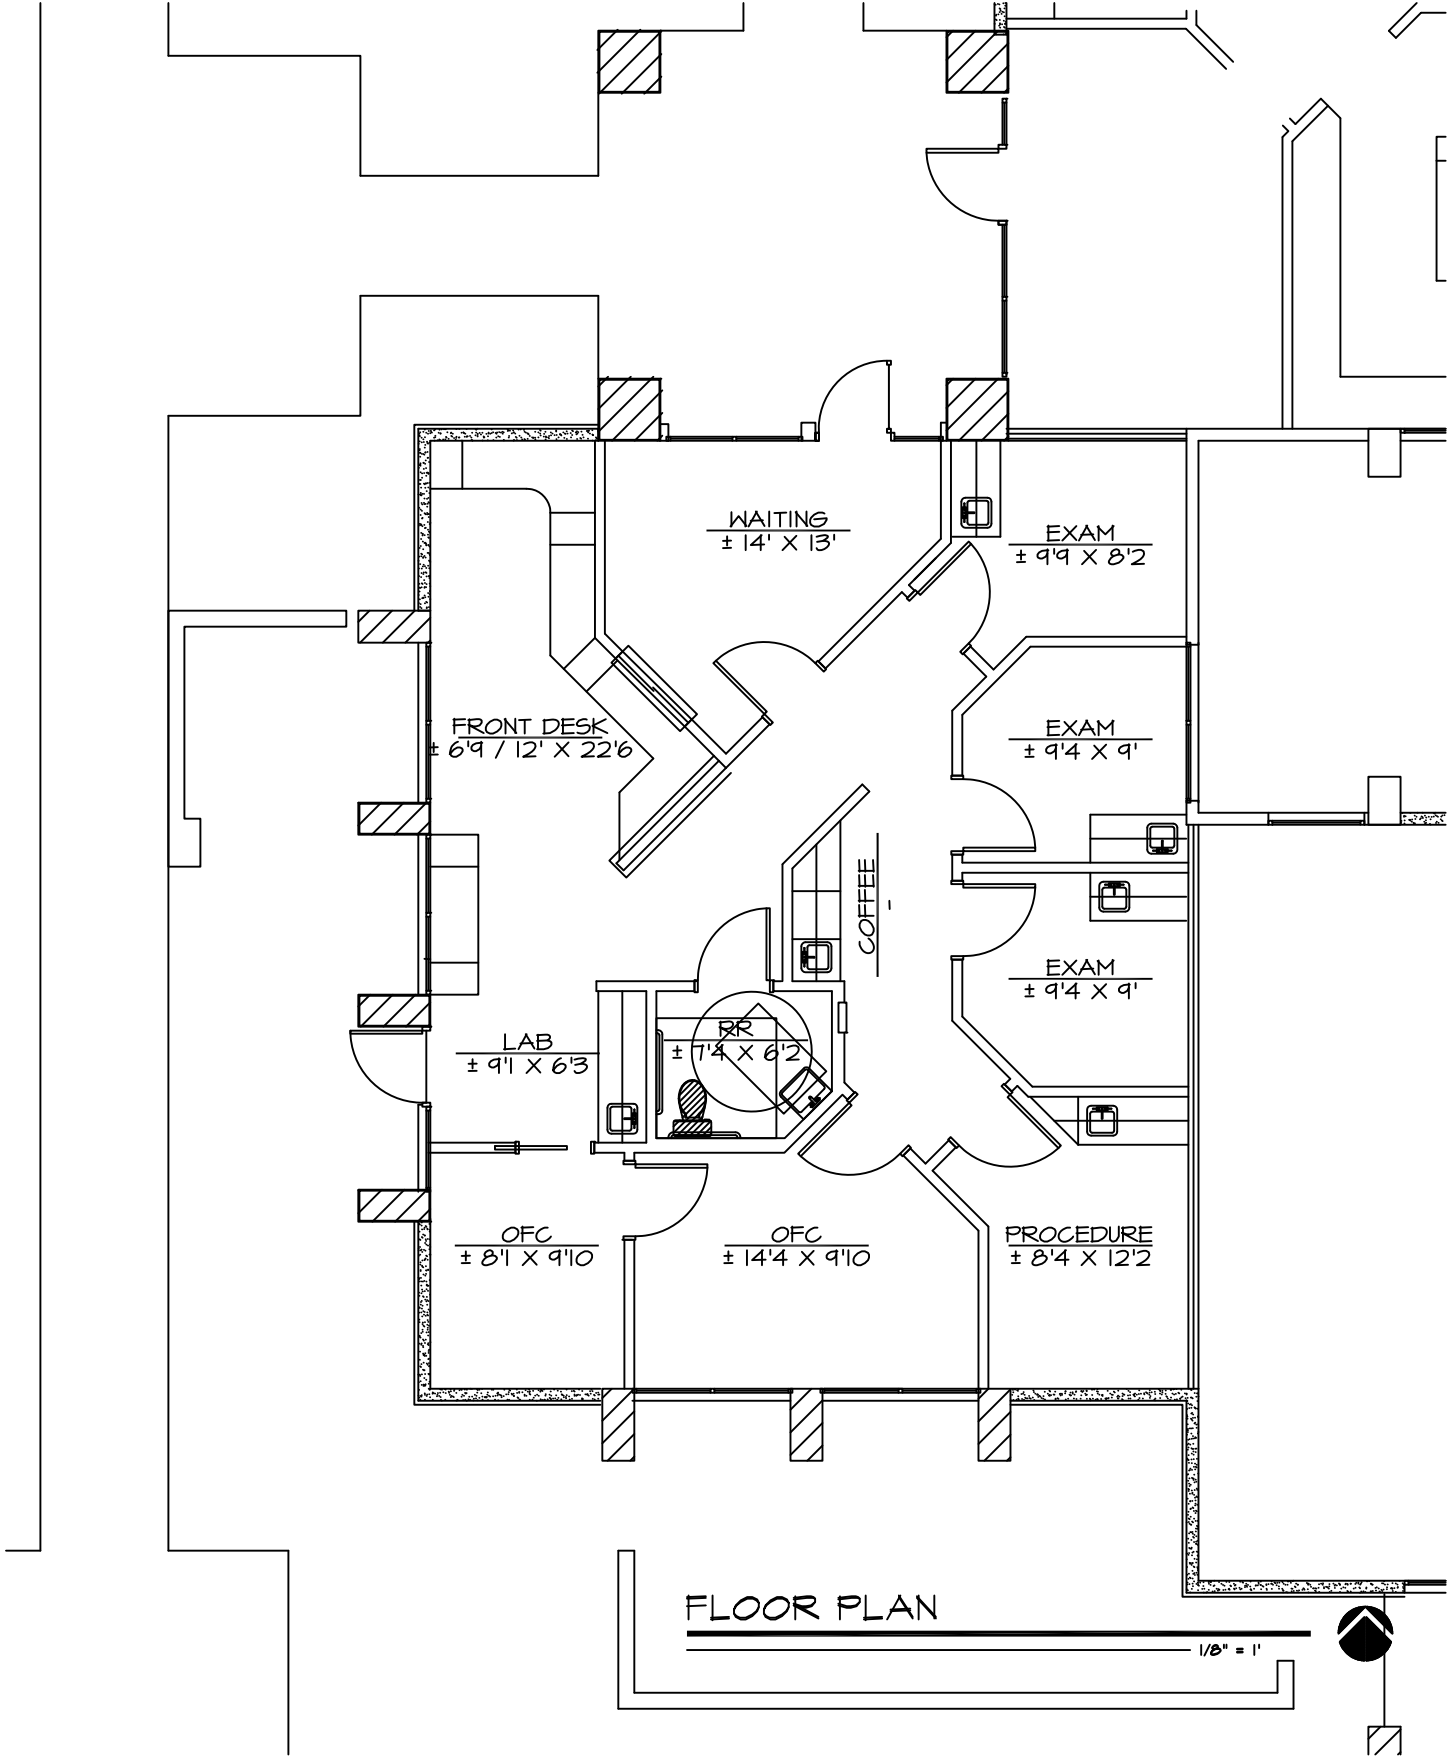 WAITING
± 14' X 13'
EXAM
± 9'9 X 8'2
FRONT DESK
± 6'9 / 12' X 22'6
EXAM
± 9'4 X 9'
COFFEE
EXAM
± 9'4 X 9'
LAB
± 9'1 X 6'3
RR
± 7'4 X 6'2
OFC
± 8'1 X 9'10
OFC
± 14'4 X 9'10
PROCEDURE
± 8'4 X 12'2
FLOOR PLAN
1/8" = 1'